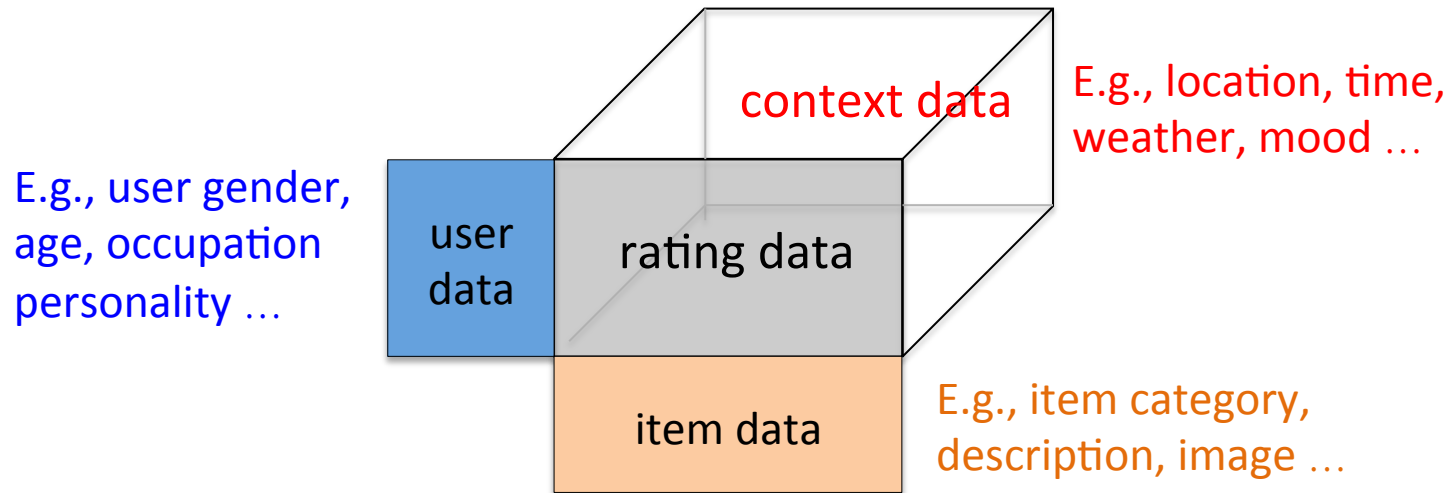 context data
E.g., location, time,
weather, mood ...
E.g., user gender,
age, occupation
personality ...
user
data
rating data
item data
E.g., item category,
description, image ...